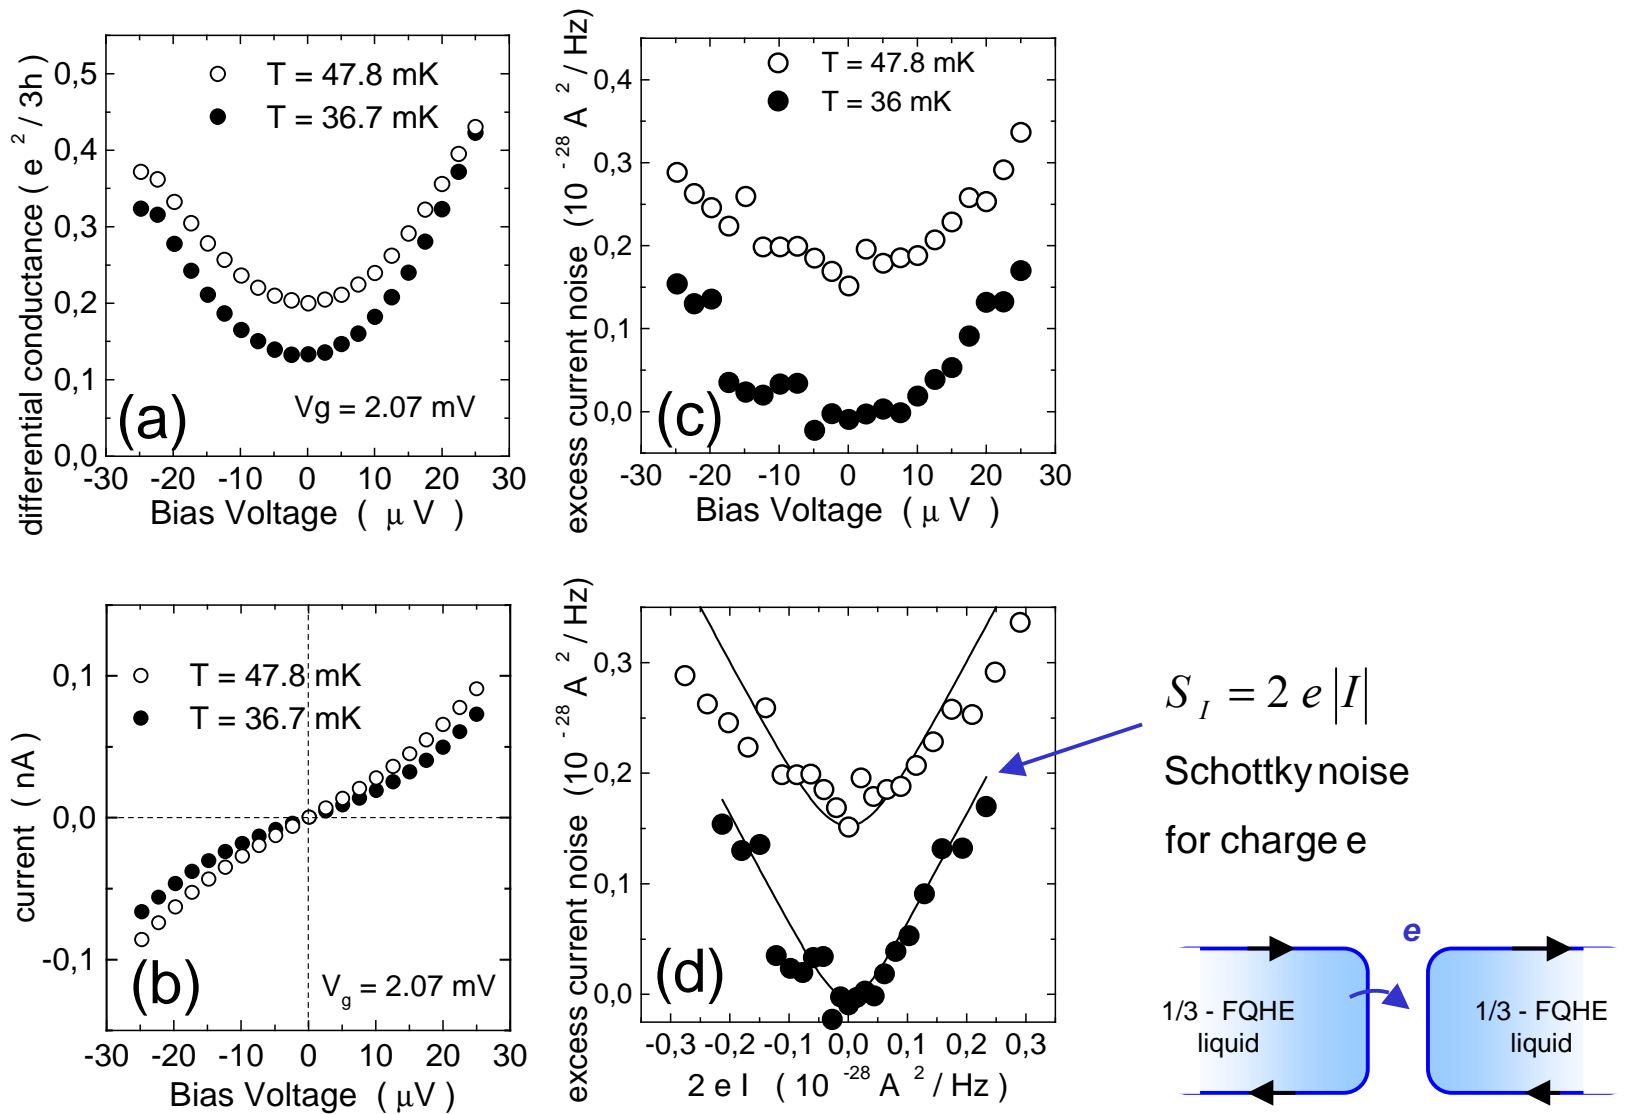 differential conductance ( e 2 / 3h)
0,5
0,4
0,3
0,2
0,1
0,0
T = 47.8 mK
T = 36.7 mK
(a)
Vg = 2.07 mV
-30 -20 -10 0 10 20 30
Bias Voltage ( μ V )
excess current noise (10 -28 A 2 / Hz)
0,4
0,3
0,2
0,1
0,0
T = 47.8 mK
T = 36 mK
(c)
-30 -20 -10 0 10 20 30
Bias Voltage ( μ V )
current ( nA )
0,1
0,0
-0,1
T = 47.8 mK
T = 36.7 mK
(b)
Vg = 2.07 mV
-30 -20 -10 0 10 20 30
Bias Voltage ( μV )
excess current noise (10 -28 A 2 / Hz)
0,3
0,2
0,1
0,0
(d)
-0,3 -0,2 -0,1 0,0 0,1 0,2 0,3
2 e I ( 10 -28 A 2 / Hz )
S I = 2 e |I|
Schottky noise
for charge e
e
1/3 - FQHE
liquid
1/3 - FQHE
liquid